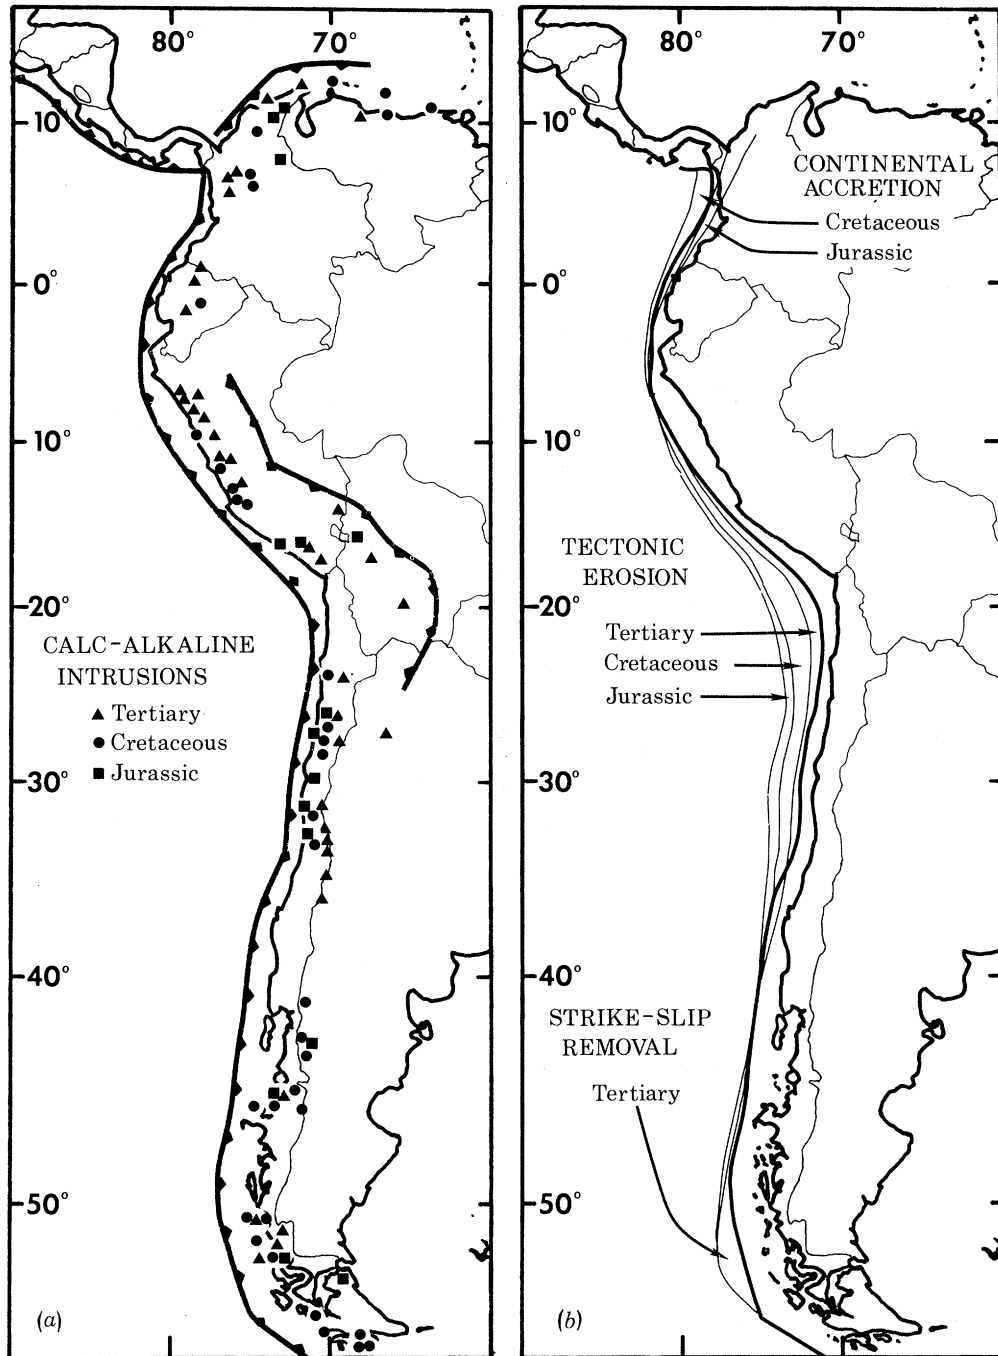 80° 70°
10°
0°
10°
20°
CALC-ALKALINE
INTRUSIONS
Tertiary
Cretaceous
Jurassic
30°
40°
50°
(a)
80° 70°
10°
CONTINENTAL
ACCRETION
Cretaceous
Jurassic
0°
10°
TECTONIC
EROSION
20°
Tertiary
Cretaceous
Jurassic
30°
40°
STRIKE-SLIP
REMOVAL
Tertiary
50°
(b)